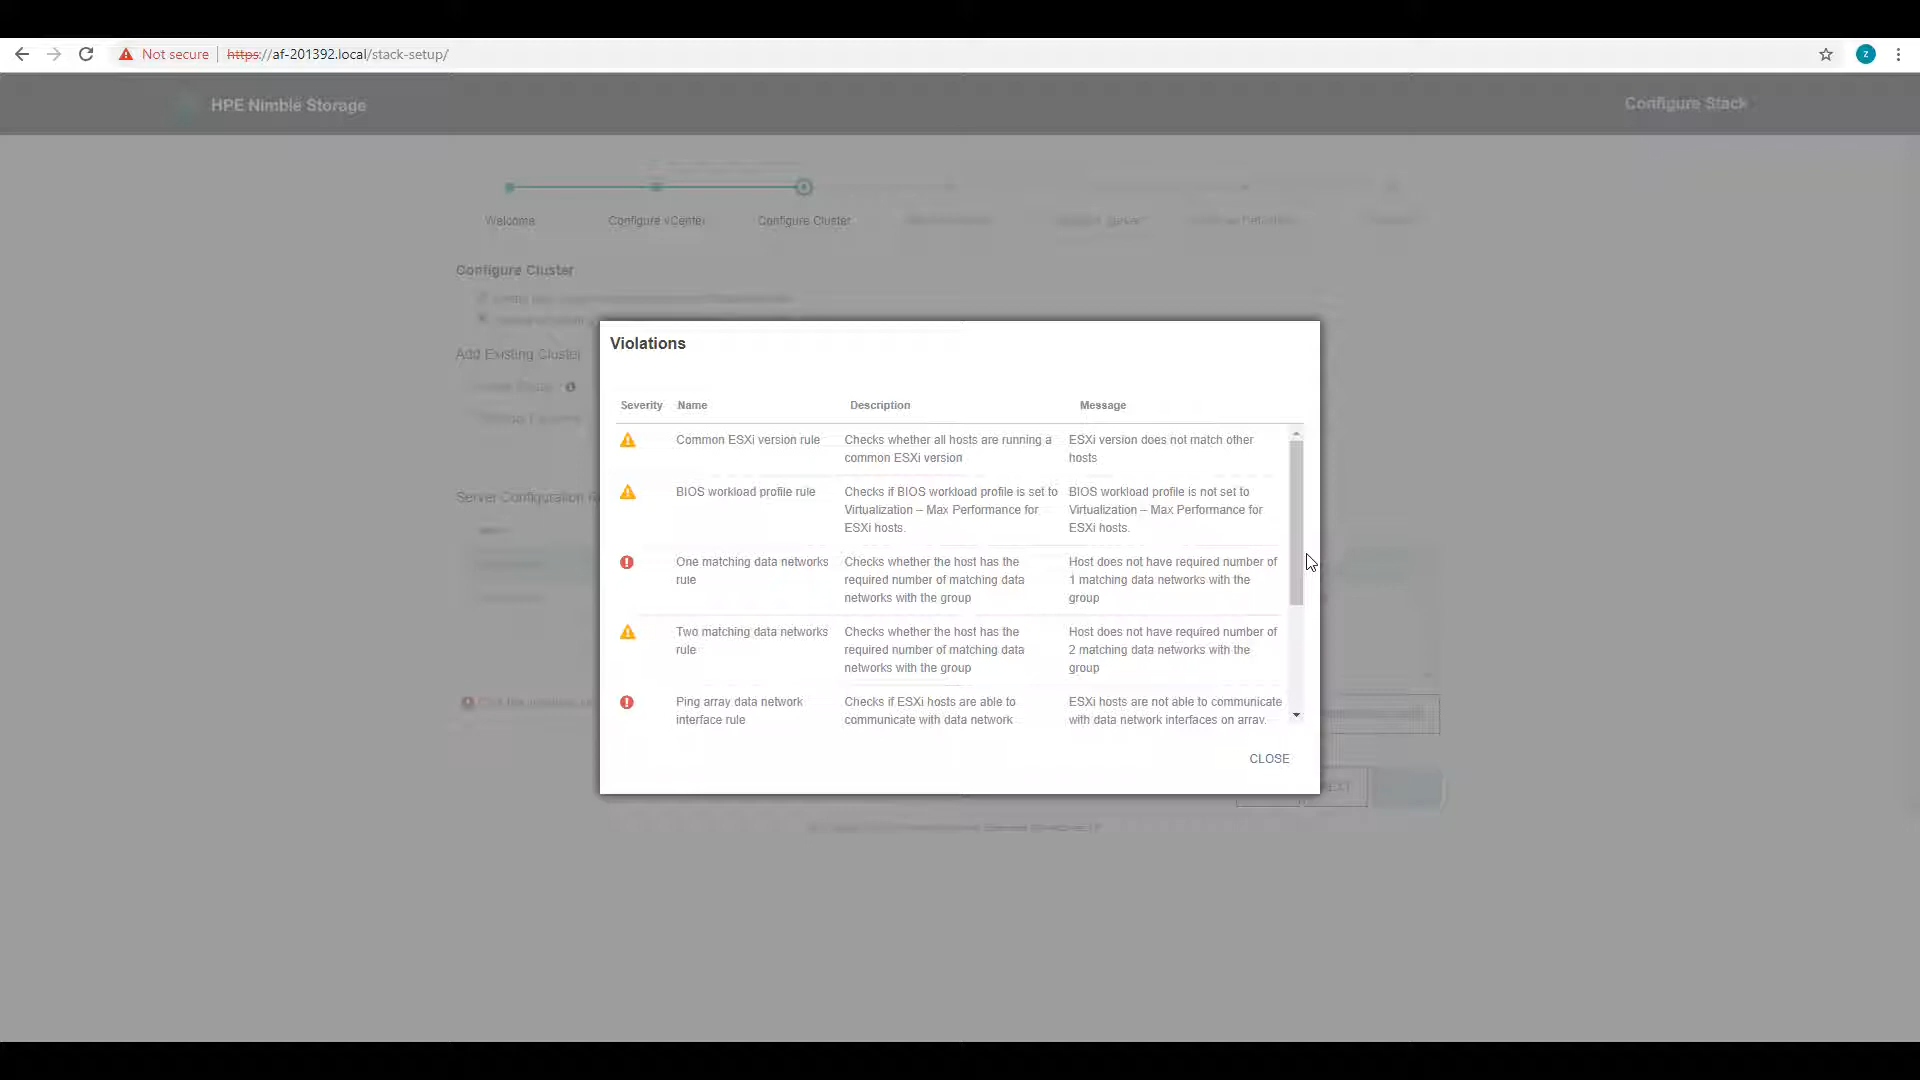 Not secure
https://af-201392.local/stack-setup/
z
HPE Nimble Storage
Configure Stack
Welcome
Configure vCenter
Configure Cluster
Configure Cluster
Add Existing Cluster
Server Configuration
Violations
Severity Name Description Message
Common ESXi version rule
Checks whether all hosts are running a
common ESXi version
ESXi version does not match other
hosts
BIOS workload profile rule
Checks if BIOS workload profile is set to
Virtualization – Max Performance for
ESXi hosts.
BIOS workload profile is not set to
Virtualization – Max Performance for
ESXi hosts.
One matching data networks
rule
Checks whether the host has the
required number of matching data
networks with the group
Host does not have required number of
1 matching data networks with the
group
Two matching data networks
rule
Checks whether the host has the
required number of matching data
networks with the group
Host does not have required number of
2 matching data networks with the
group
Ping array data network
interface rule
Checks if ESXi hosts are able to
communicate with data network
ESXi hosts are not able to communicate
with data network interfaces on array.
CLOSE